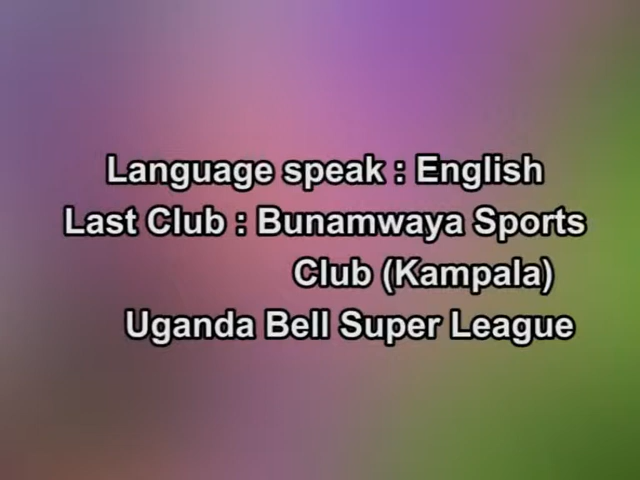 Language speak : English
Last Club : Bunamwaya Sports
Club (Kampala)
Uganda Bell Super League